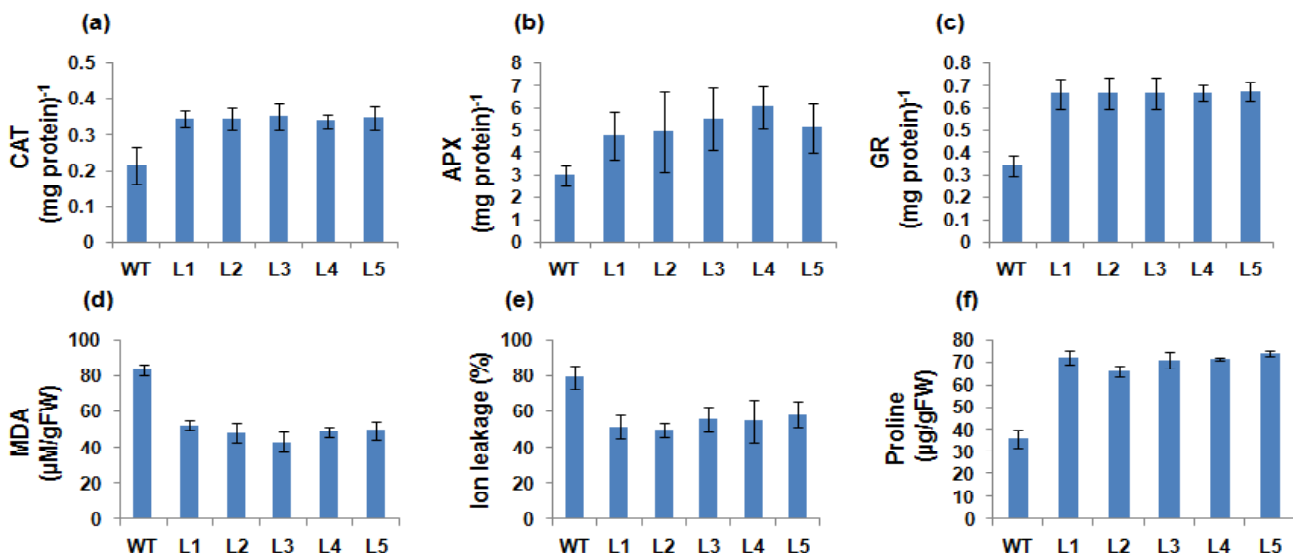 (a)
CAT
(mg protein)-1
0.5
0.4
0.3
0.2
0.1
0
WT L1 L2 L3 L4 L5
(b)
APX
(mg protein)-1
8
7
6
5
4
3
2
1
0
WT L1 L2 L3 L4 L5
(c)
GR
(mg protein)-1
0.8
0.7
0.6
0.5
0.4
0.3
0.2
0.1
0
WT L1 L2 L3 L4 L5
(d)
MDA
(µM/gFW)
100
80
60
40
20
0
WT L1 L2 L3 L4 L5
(e)
Ion leakage (%)
100
80
60
40
20
0
WT L1 L2 L3 L4 L5
(f)
Proline
(µg/gFW)
80
70
60
50
40
30
20
10
0
WT L1 L2 L3 L4 L5